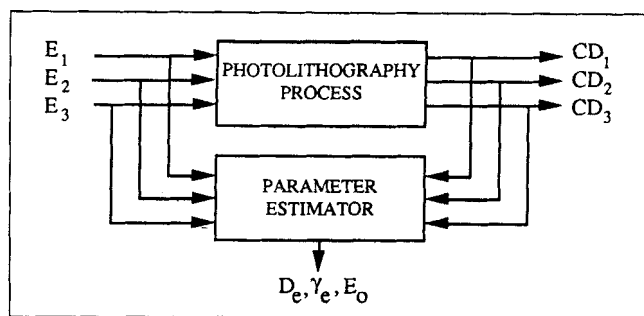 E₁
E₂
E₃
PHOTOLITHOGRAPHY
PROCESS
CD₁
CD₂
CD₃
PARAMETER
ESTIMATOR
Dₑ, γₑ, Eₒ